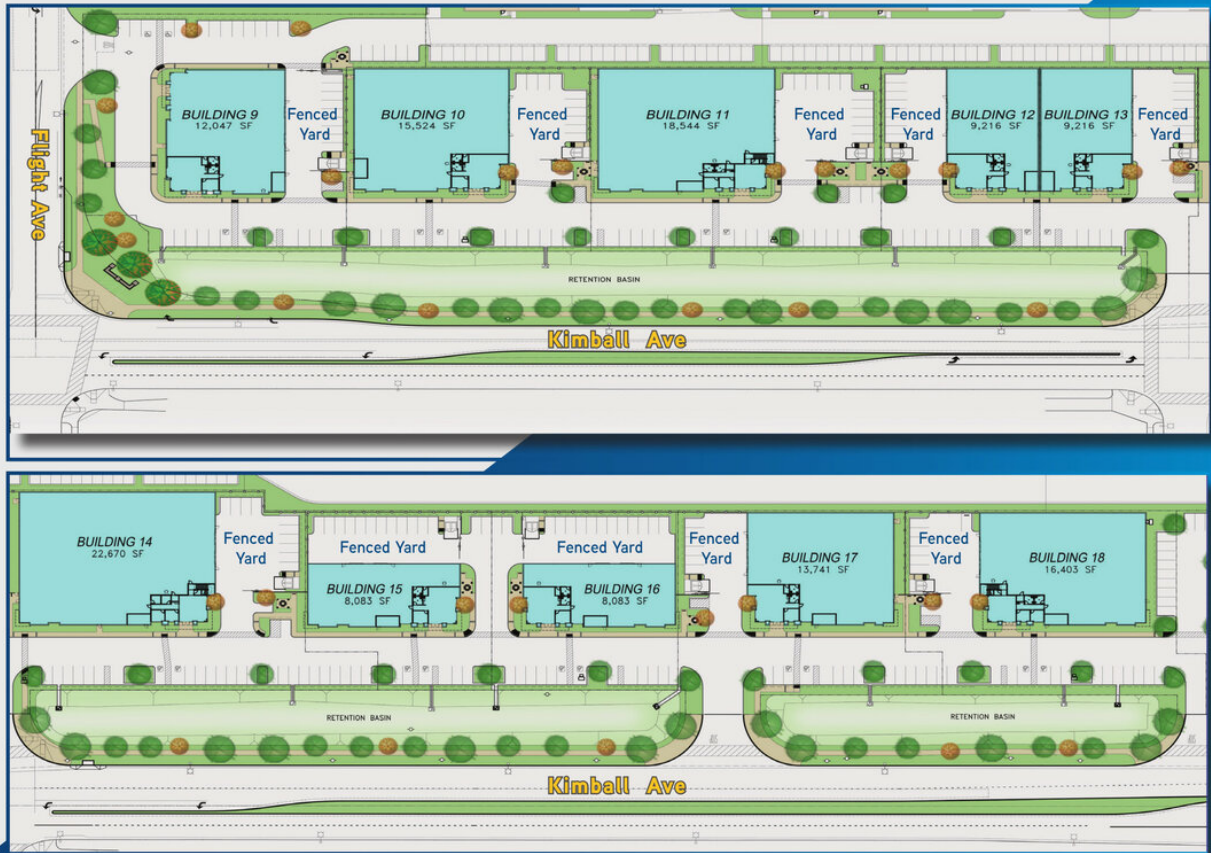 BUILDING 9
12,047 SF
Fenced
Yard
BUILDING 10
15,524 SF
Fenced
Yard
BUILDING 11
18,544 SF
Fenced
Yard
Fenced
Yard
BUILDING 12
9,216 SF
BUILDING 13
9,216 SF
Fenced
Yard
Flight Ave
RETENTION BASIN
Kimball Ave
BUILDING 14
22,670 SF
Fenced
Yard
Fenced Yard
BUILDING 15
8,083 SF
Fenced Yard
BUILDING 16
8,083 SF
Fenced
Yard
BUILDING 17
13,741 SF
Fenced
Yard
BUILDING 18
16,403 SF
RETENTION BASIN
RETENTION BASIN
Kimball Ave